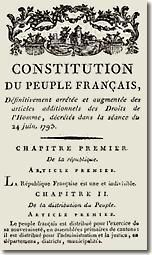 CONSTITUTION
DU PEUPLE FRANÇAIS,
Définitivement arrêtée et augmentée des
articles additionnels des Droits de
l'Homme, décrétés dans la séance du
24 juin, 1793.
CHAPITRE PREMIER.
De la république.
ARTICLE PREMIER.
LA République Française est une et indivisible.
CHAPITRE II.
De la distribution du Peuple.
ARTICLE PREMIER.
Le peuple français est distribué pour l'exercice de
sa souveraineté, en assemblées primaires de cantons;
est distribué pour l'administration et la justice, en
départemens, districts, municipalités.